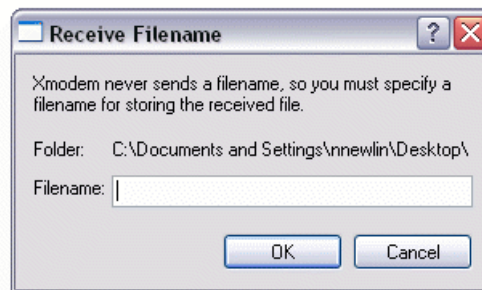 Receive Filename
Xmodem never sends a filename, so you must specify a
filename for storing the received file.
Folder: C:\Documents and Settings\nnewlin\Desktop\
Filename:
OK Cancel